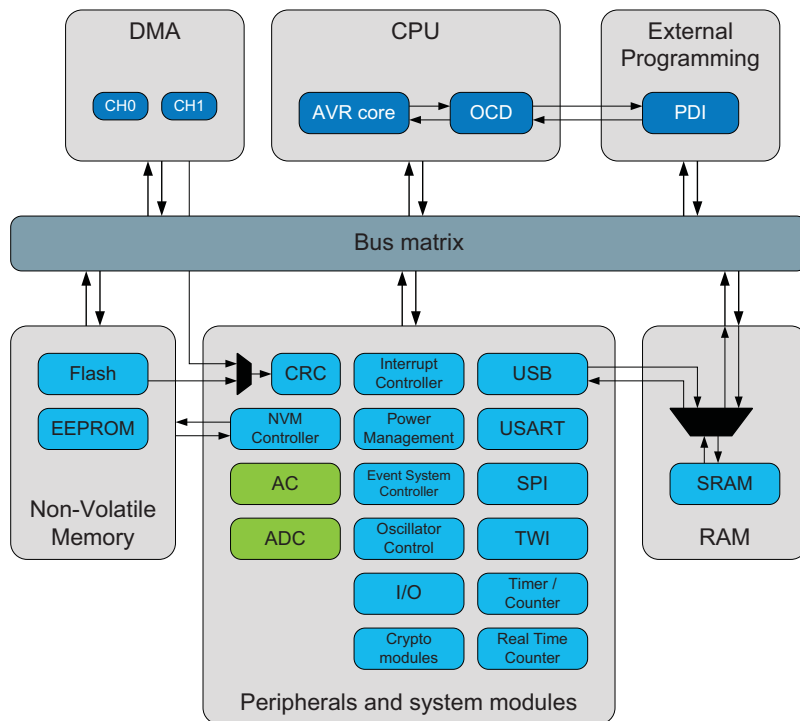 DMA
CH0
CH1
CPU
AVR core
OCD
External
Programming
PDI
Bus matrix
Flash
EEPROM
Non-Volatile
Memory
CRC
Interrupt
Controller
USB
NVM
Controller
Power
Management
USART
AC
Event System
Controller
SPI
ADC
Oscillator
Control
TWI
I/O
Timer /
Counter
Crypto
modules
Real Time
Counter
Peripherals and system modules
SRAM
RAM